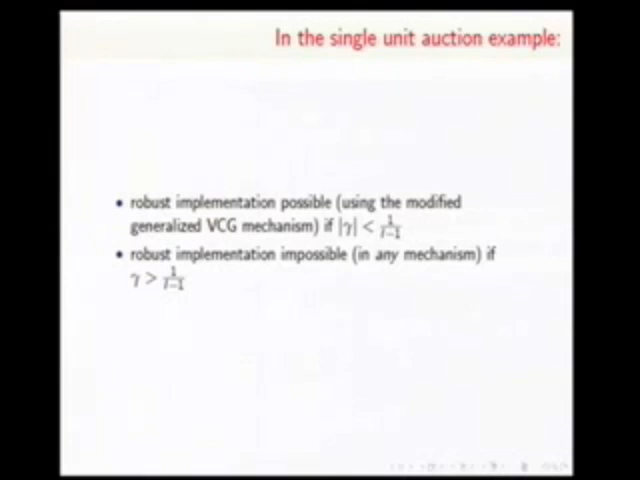 In the single unit auction example:
• robust implementation possible (using the modified
generalized VCG mechanism) if |γ| < 1/(I−1)
• robust implementation impossible (in any mechanism) if
γ > 1/(I−1)